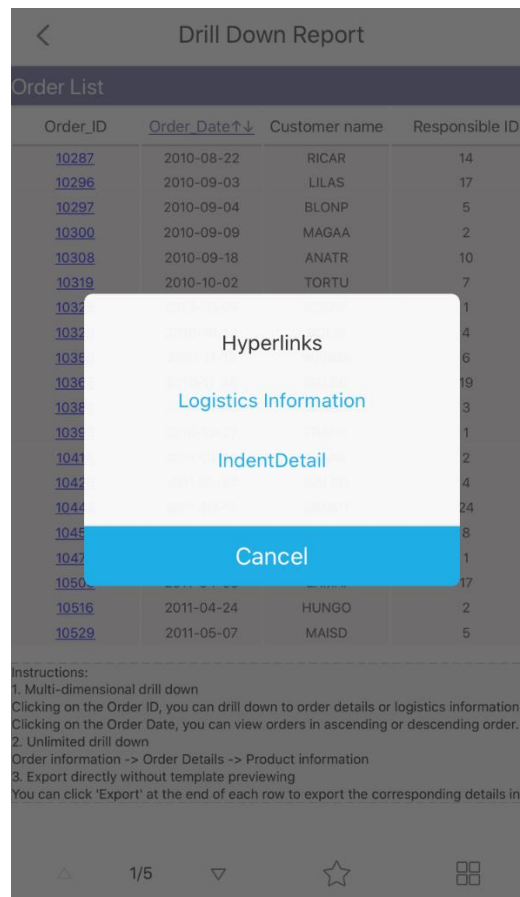 Drill Down Report
Order List
Order_ID Order_Date↑↓ Customer name Responsible ID
10287 2010-08-22 RICAR 14
10296 2010-09-03 LILAS 17
10297 2010-09-04 BLONP 5
10300 2010-09-09 MAGAA 2
10308 2010-09-18 ANATR 10
10319 2010-10-02 TORTU 7
1
4
Hyperlinks
6
19
Logistics Information
3
1
IndentDetail
2
4
24
8
Cancel
1
17
10516 2011-04-24 HUNGO 2
10529 2011-05-07 MAISD 5
Instructions:
1. Multi-dimensional drill down
Clicking on the Order ID, you can drill down to order details or logistics information
Clicking on the Order Date, you can view orders in ascending or descending order.
2. Unlimited drill down
Order information -> Order Details -> Product information
3. Export directly without template previewing
You can click 'Export' at the end of each row to export the corresponding details in
1/5